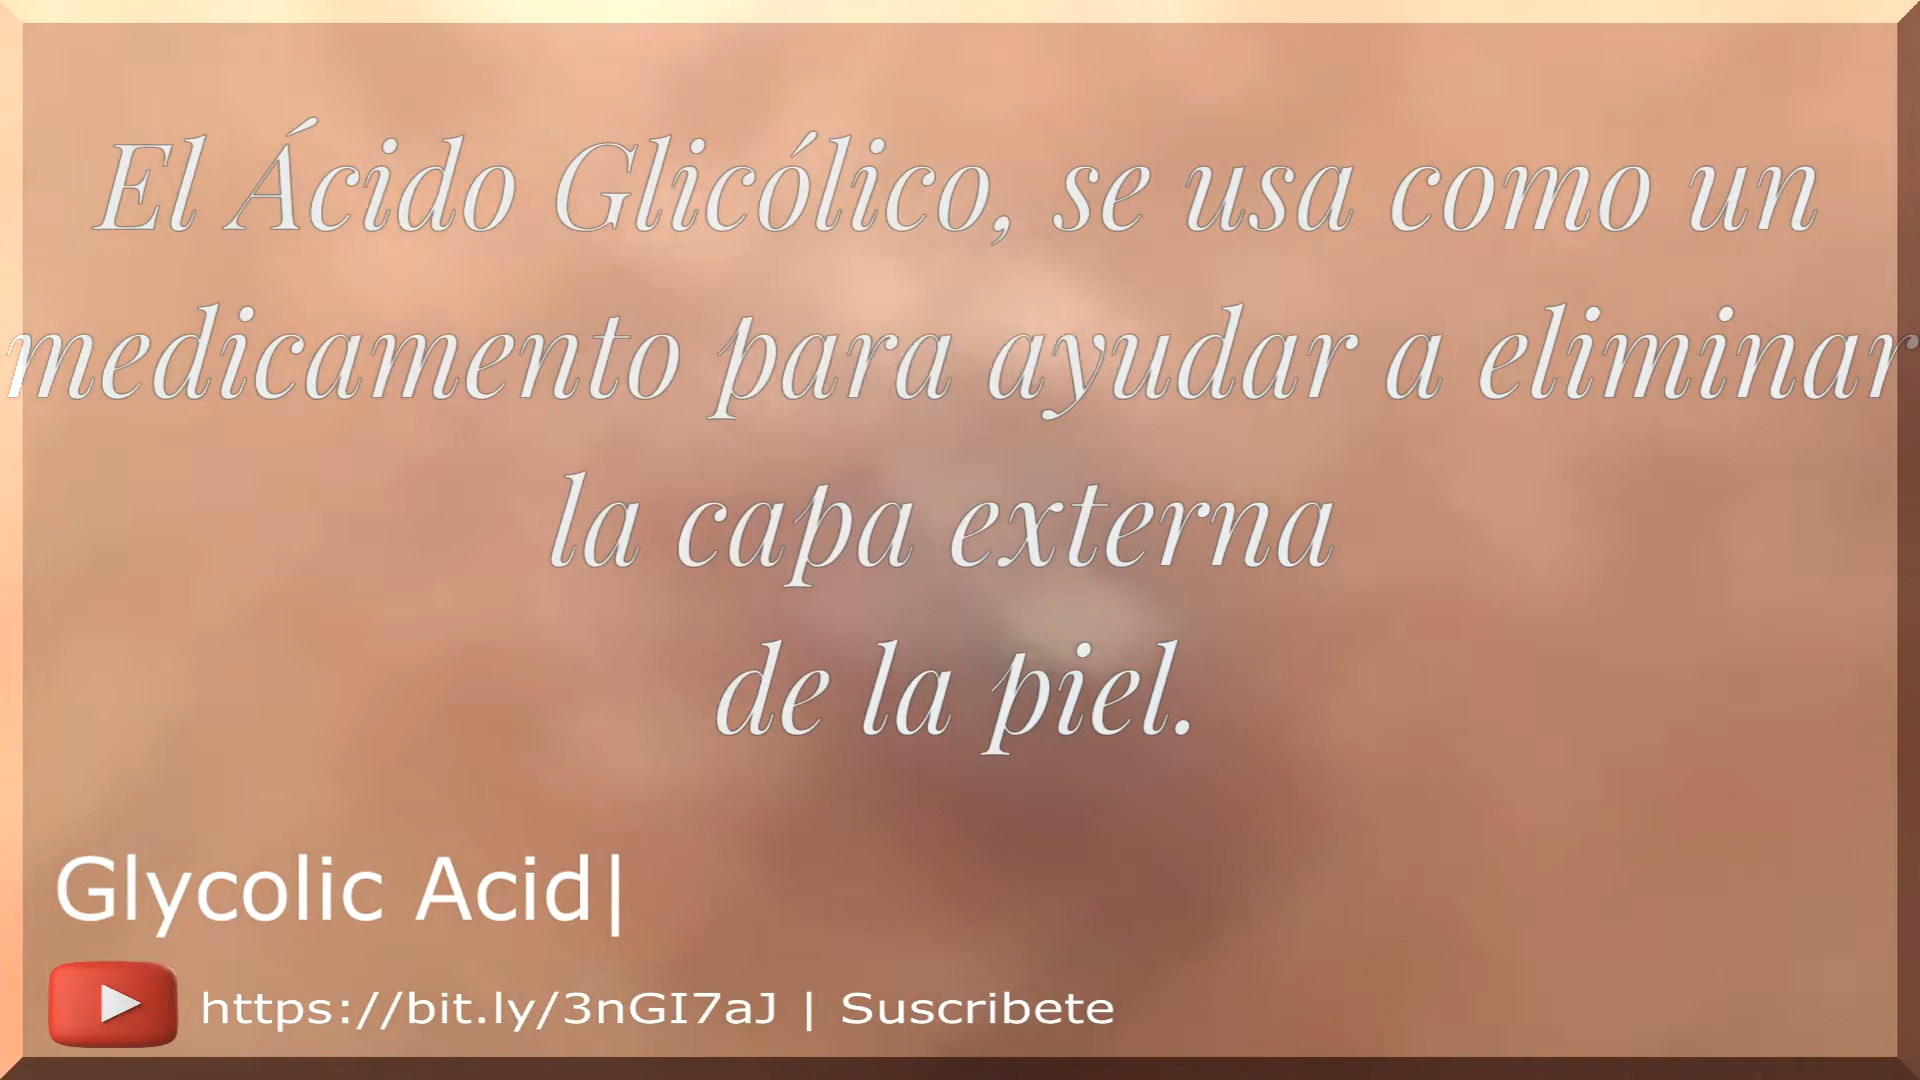 El Ácido Glicólico, se usa como un
medicamento para ayudar a eliminar
la capa externa
de la piel.
Glycolic Acid|
https://bit.ly/3nGI7aJ | Suscribete